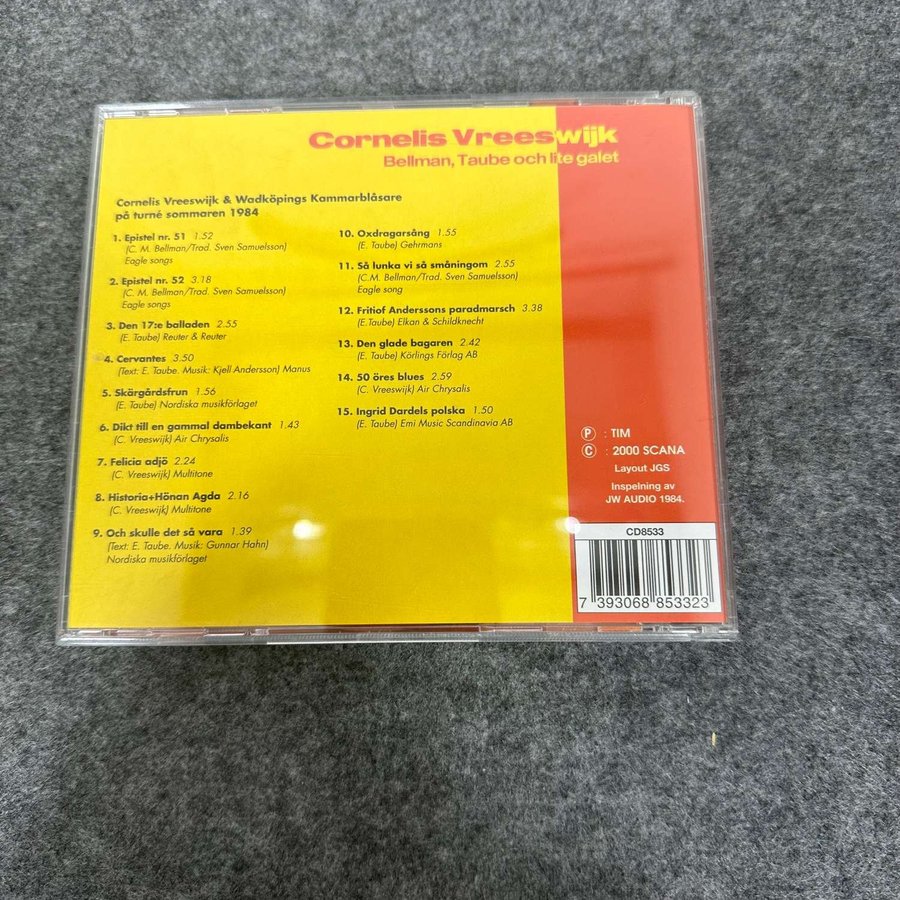 Cornelis Vreeswijk
Bellman, Taube och lite galet
Cornelis Vreeswijk & Wadköpings Kammarblåsare
på turné sommaren 1984
1. Epistel nr. 51 1.52
(C. M. Bellman/Trad. Sven Samuelsson)
Eagle songs
2. Epistel nr. 52 3.18
(C. M. Bellman/Trad. Sven Samuelsson)
Eagle songs
3. Den 17:e balladen 2.55
(E. Taube) Reuter & Reuter
4. Cervantes 3.50
(Text: E. Taube. Musik: Kjell Andersson) Manus
5. Skärgårdsfrun 1.56
(E. Taube) Nordiska musikförlaget
6. Dikt till en gammal dambekant 1.43
(C. Vreeswijk) Air Chrysalis
7. Felicia adjö 2.24
(C. Vreeswijk) Multitone
8. Historia+Hönan Agda 2.16
(C. Vreeswijk) Multitone
9. Och skulle det så vara 1.39
(Text: E. Taube. Musik: Gunnar Hahn)
Nordiska musikförlaget
10. Oxdragarsång 1.55
(E. Taube) Gehrmans
11. Så lunka vi så småningom 2.55
(C.M. Bellman/Trad. Sven Samuelsson)
Eagle song
12. Fritiof Anderssons paradmarsch 3.38
(E.Taube) Elkan & Schildknecht
13. Den glade bagaren 2.42
(E. Taube) Körlings Förlag AB
14. 50 öres blues 2.59
(C. Vreeswijk) Air Chrysalis
15. Ingrid Dardels polska 1.50
(E. Taube) Emi Music Scandinavia AB
Ⓟ : TIM
Ⓒ : 2000 SCANA
Layout JGS
Inspelning av
JW AUDIO 1984.
CD8533
7 393068 853323